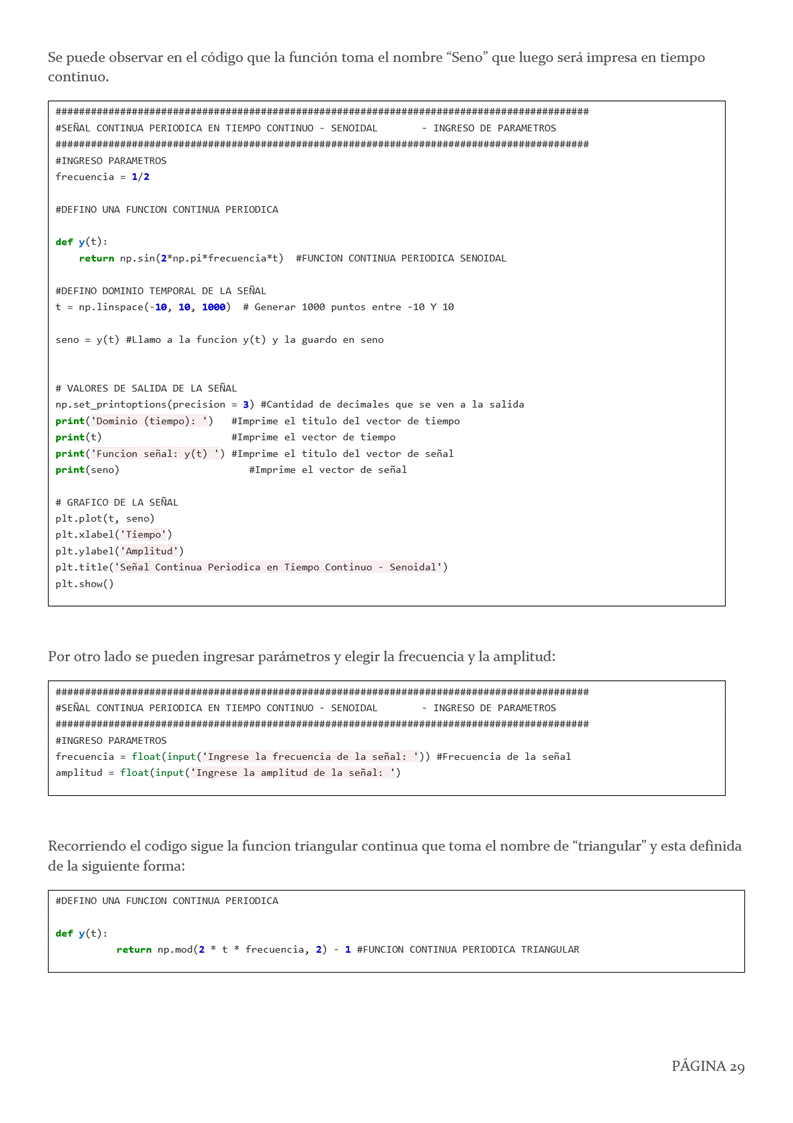 Se puede observar en el código que la función toma el nombre “Seno” que luego será impresa en tiempo
continuo.
###########################################################################################
#SEÑAL CONTINUA PERIODICA EN TIEMPO CONTINUO - SENOIDAL       - INGRESO DE PARAMETROS
###########################################################################################
#INGRESO PARAMETROS
frecuencia = 1/2
#DEFINO UNA FUNCION CONTINUA PERIODICA
def y(t):
    return np.sin(2*np.pi*frecuencia*t)  #FUNCION CONTINUA PERIODICA SENOIDAL
#DEFINO DOMINIO TEMPORAL DE LA SEÑAL
t = np.linspace(-10, 10, 1000)  # Generar 1000 puntos entre -10 Y 10
seno = y(t) #Llamo a la funcion y(t) y la guardo en seno
# VALORES DE SALIDA DE LA SEÑAL
np.set_printoptions(precision = 3) #Cantidad de decimales que se ven a la salida
print('Dominio (tiempo): ')   #Imprime el titulo del vector de tiempo
print(t)                      #Imprime el vector de tiempo
print('Funcion señal: y(t) ') #Imprime el titulo del vector de señal
print(seno)                      #Imprime el vector de señal
# GRAFICO DE LA SEÑAL
plt.plot(t, seno)
plt.xlabel('Tiempo')
plt.ylabel('Amplitud')
plt.title('Señal Continua Periodica en Tiempo Continuo - Senoidal')
plt.show()
Por otro lado se pueden ingresar parámetros y elegir la frecuencia y la amplitud:
###########################################################################################
#SEÑAL CONTINUA PERIODICA EN TIEMPO CONTINUO - SENOIDAL       - INGRESO DE PARAMETROS
###########################################################################################
#INGRESO PARAMETROS
frecuencia = float(input('Ingrese la frecuencia de la señal: ')) #Frecuencia de la señal
amplitud = float(input('Ingrese la amplitud de la señal: ')
Recorriendo el codigo sigue la funcion triangular continua que toma el nombre de “triangular” y esta definida
de la siguiente forma:
#DEFINO UNA FUNCION CONTINUA PERIODICA
def y(t):
    return np.mod(2 * t * frecuencia, 2) - 1 #FUNCION CONTINUA PERIODICA TRIANGULAR
PÁGINA 29